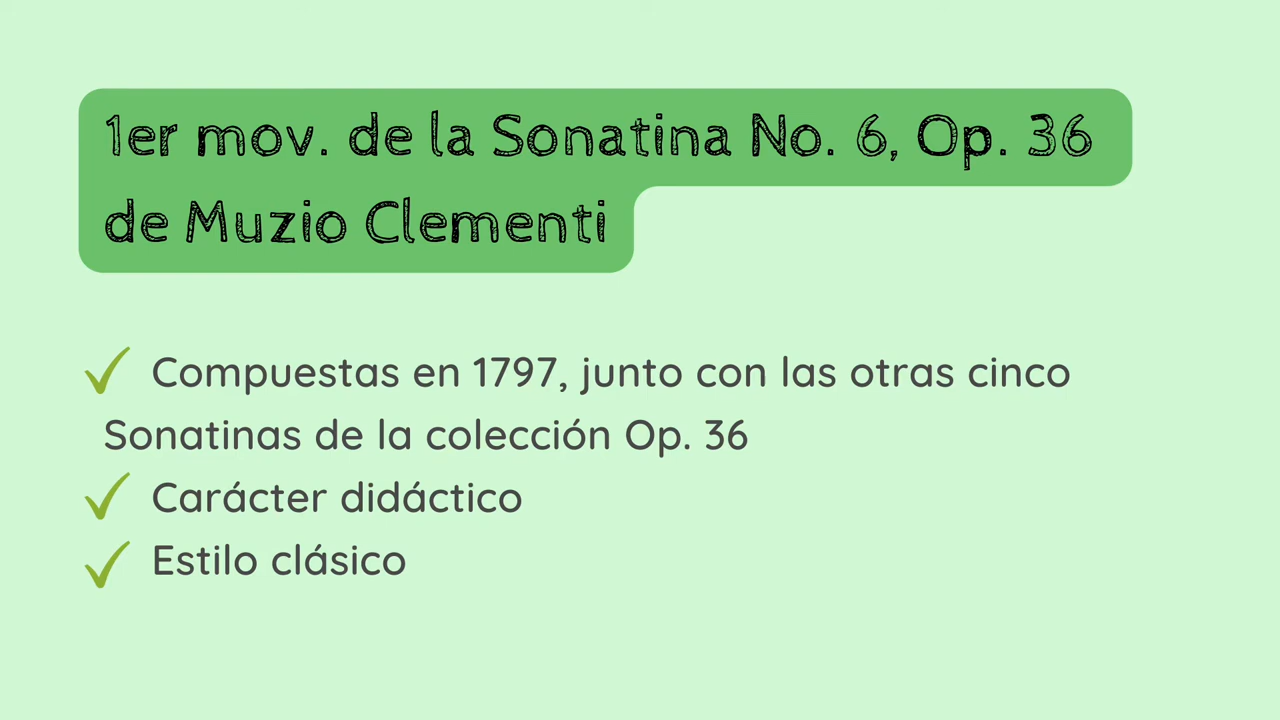 1er mov. de la Sonatina No. 6, Op. 36
de Muzio Clementi
Compuestas en 1797, junto con las otras cinco
Sonatinas de la colección Op. 36
Carácter didáctico
Estilo clásico